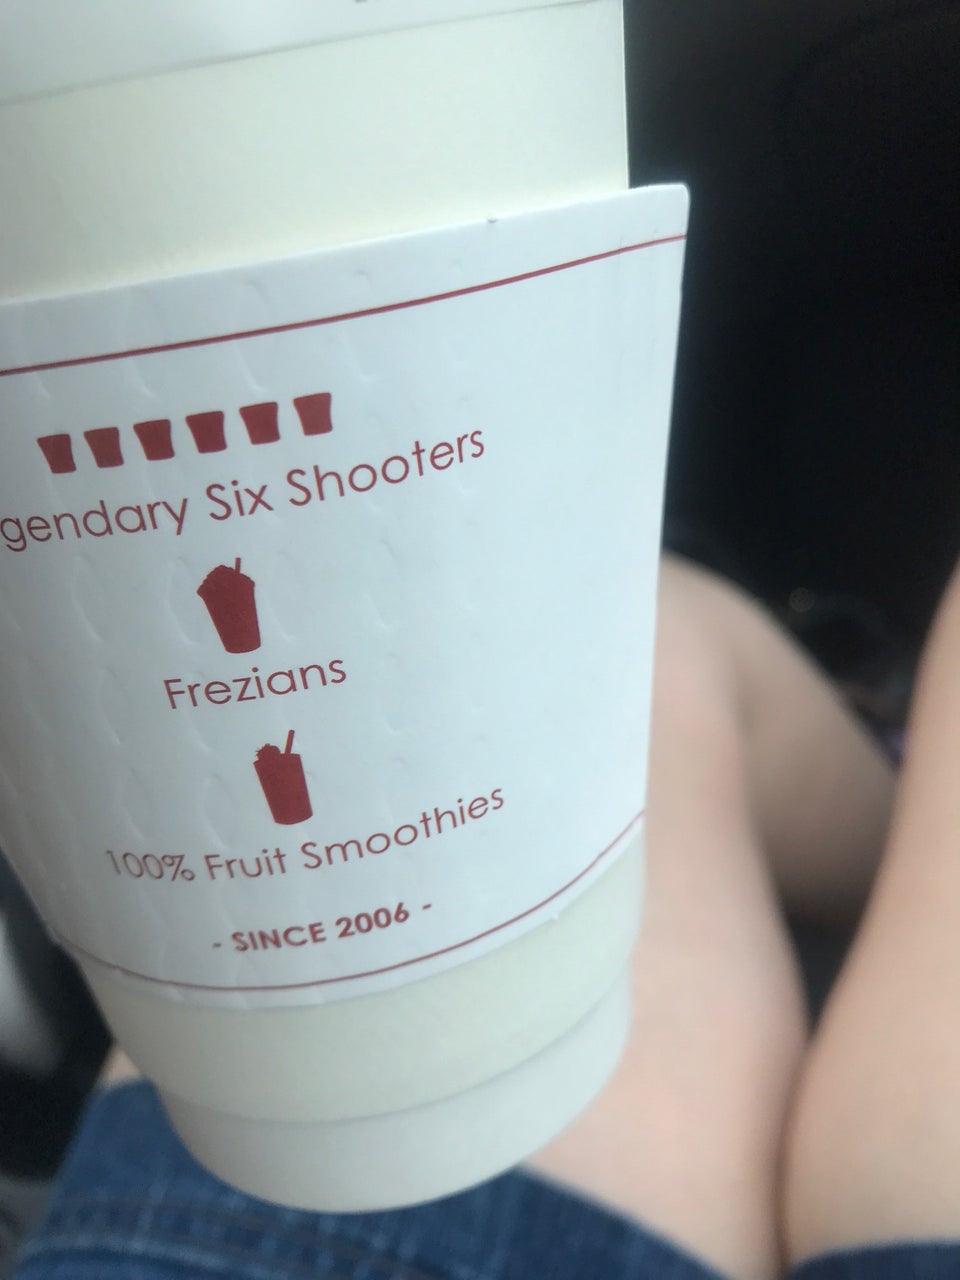 gendary Six Shooters
Frezians
100% Fruit Smoothies
- SINCE 2006 -